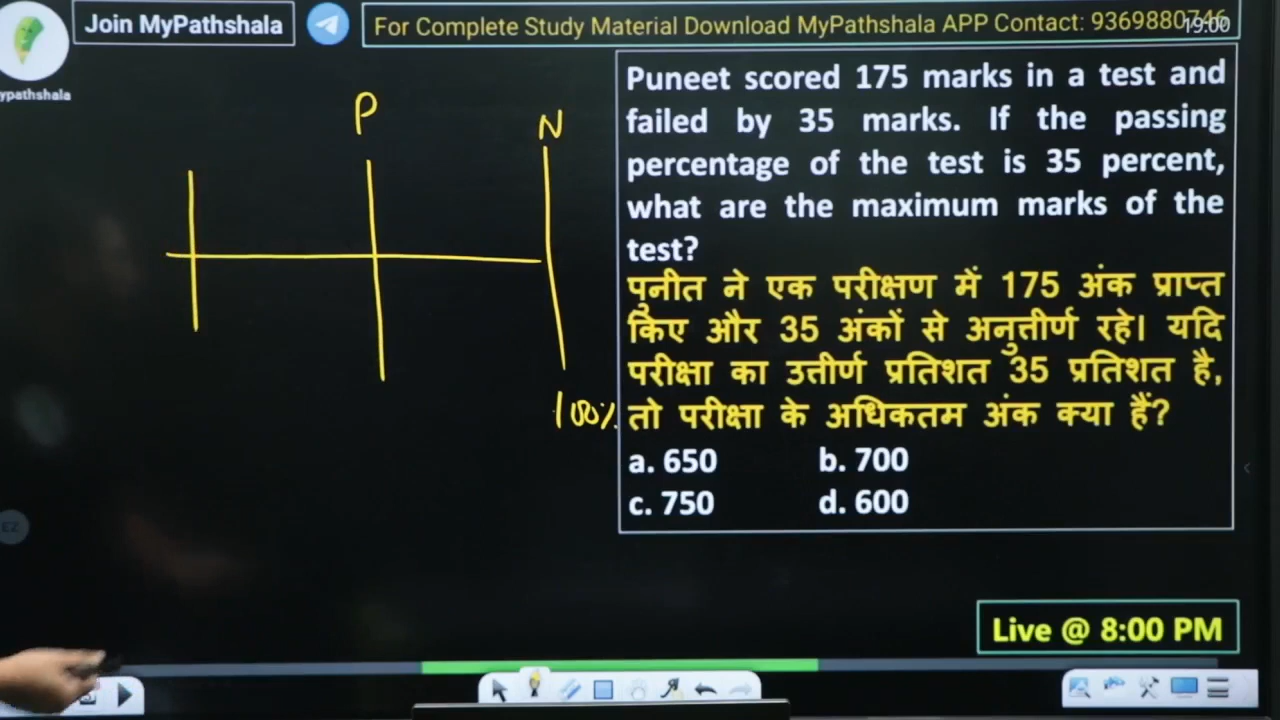 Join MyPathshala
For Complete Study Material Download MyPathshala APP Contact: 9369880746
19:00
ypathshala
Puneet scored 175 marks in a test and
failed by 35 marks. If the passing
percentage of the test is 35 percent,
what are the maximum marks of the
test?
पुनीत ने एक परीक्षण में 175 अंक प्राप्त
किए और 35 अंकों से अनुत्तीर्ण रहे। यदि
परीक्षा का उत्तीर्ण प्रतिशत 35 प्रतिशत है,
तो परीक्षा के अधिकतम अंक क्या हैं?
a. 650 b. 700
c. 750 d. 600
P
N
100%
EZ
Live @ 8:00 PM